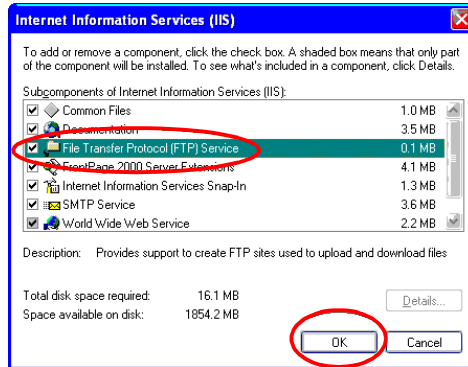 Internet Information Services (IIS)
To add or remove a component, click the check box. A shaded box means that only part
of the component will be installed. To see what's included in a component, click Details.
Subcomponents of Internet Information Services (IIS):
Common Files 1.0 MB
Documentation 3.5 MB
File Transfer Protocol (FTP) Service 0.1 MB
FrontPage 2000 Server Extensions 4.1 MB
Internet Information Services Snap-In 1.3 MB
SMTP Service 3.6 MB
World Wide Web Service 2.2 MB
Description: Provides support to create FTP sites used to upload and download files
Total disk space required: 16.1 MB
Space available on disk: 1854.2 MB
Details...
OK Cancel